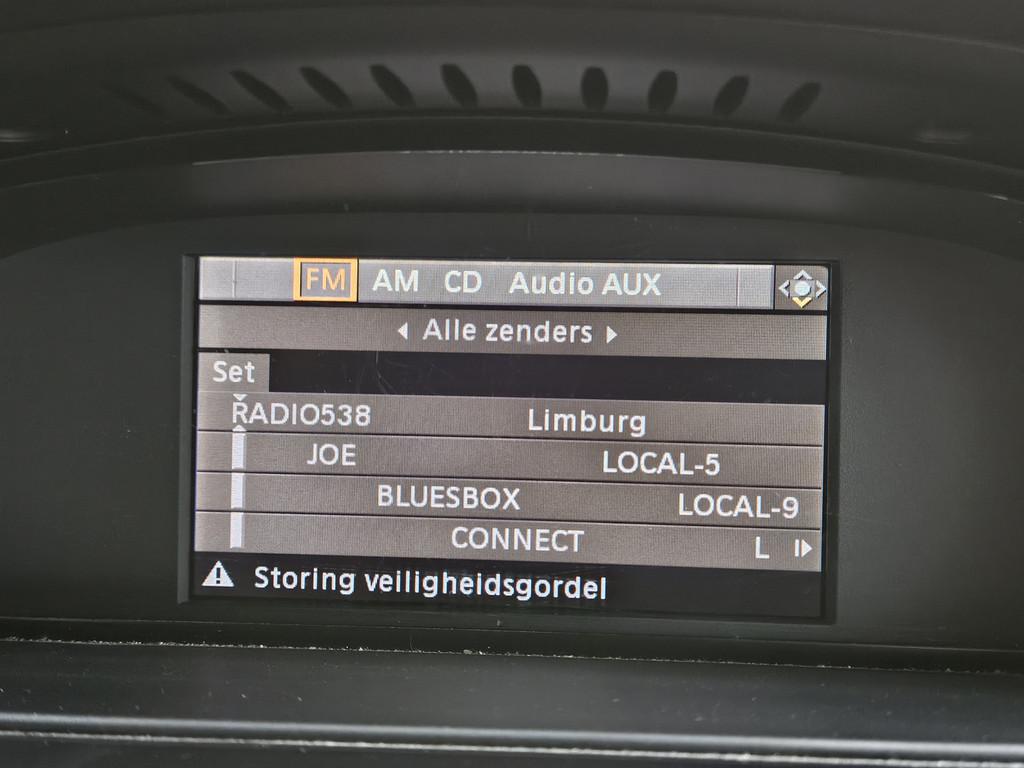 FM AM CD Audio AUX
Alle zenders
Set
RADIO538 Limburg
JOE LOCAL-5
BLUESBOX LOCAL-9
CONNECT L
Storing veiligheidsgordel